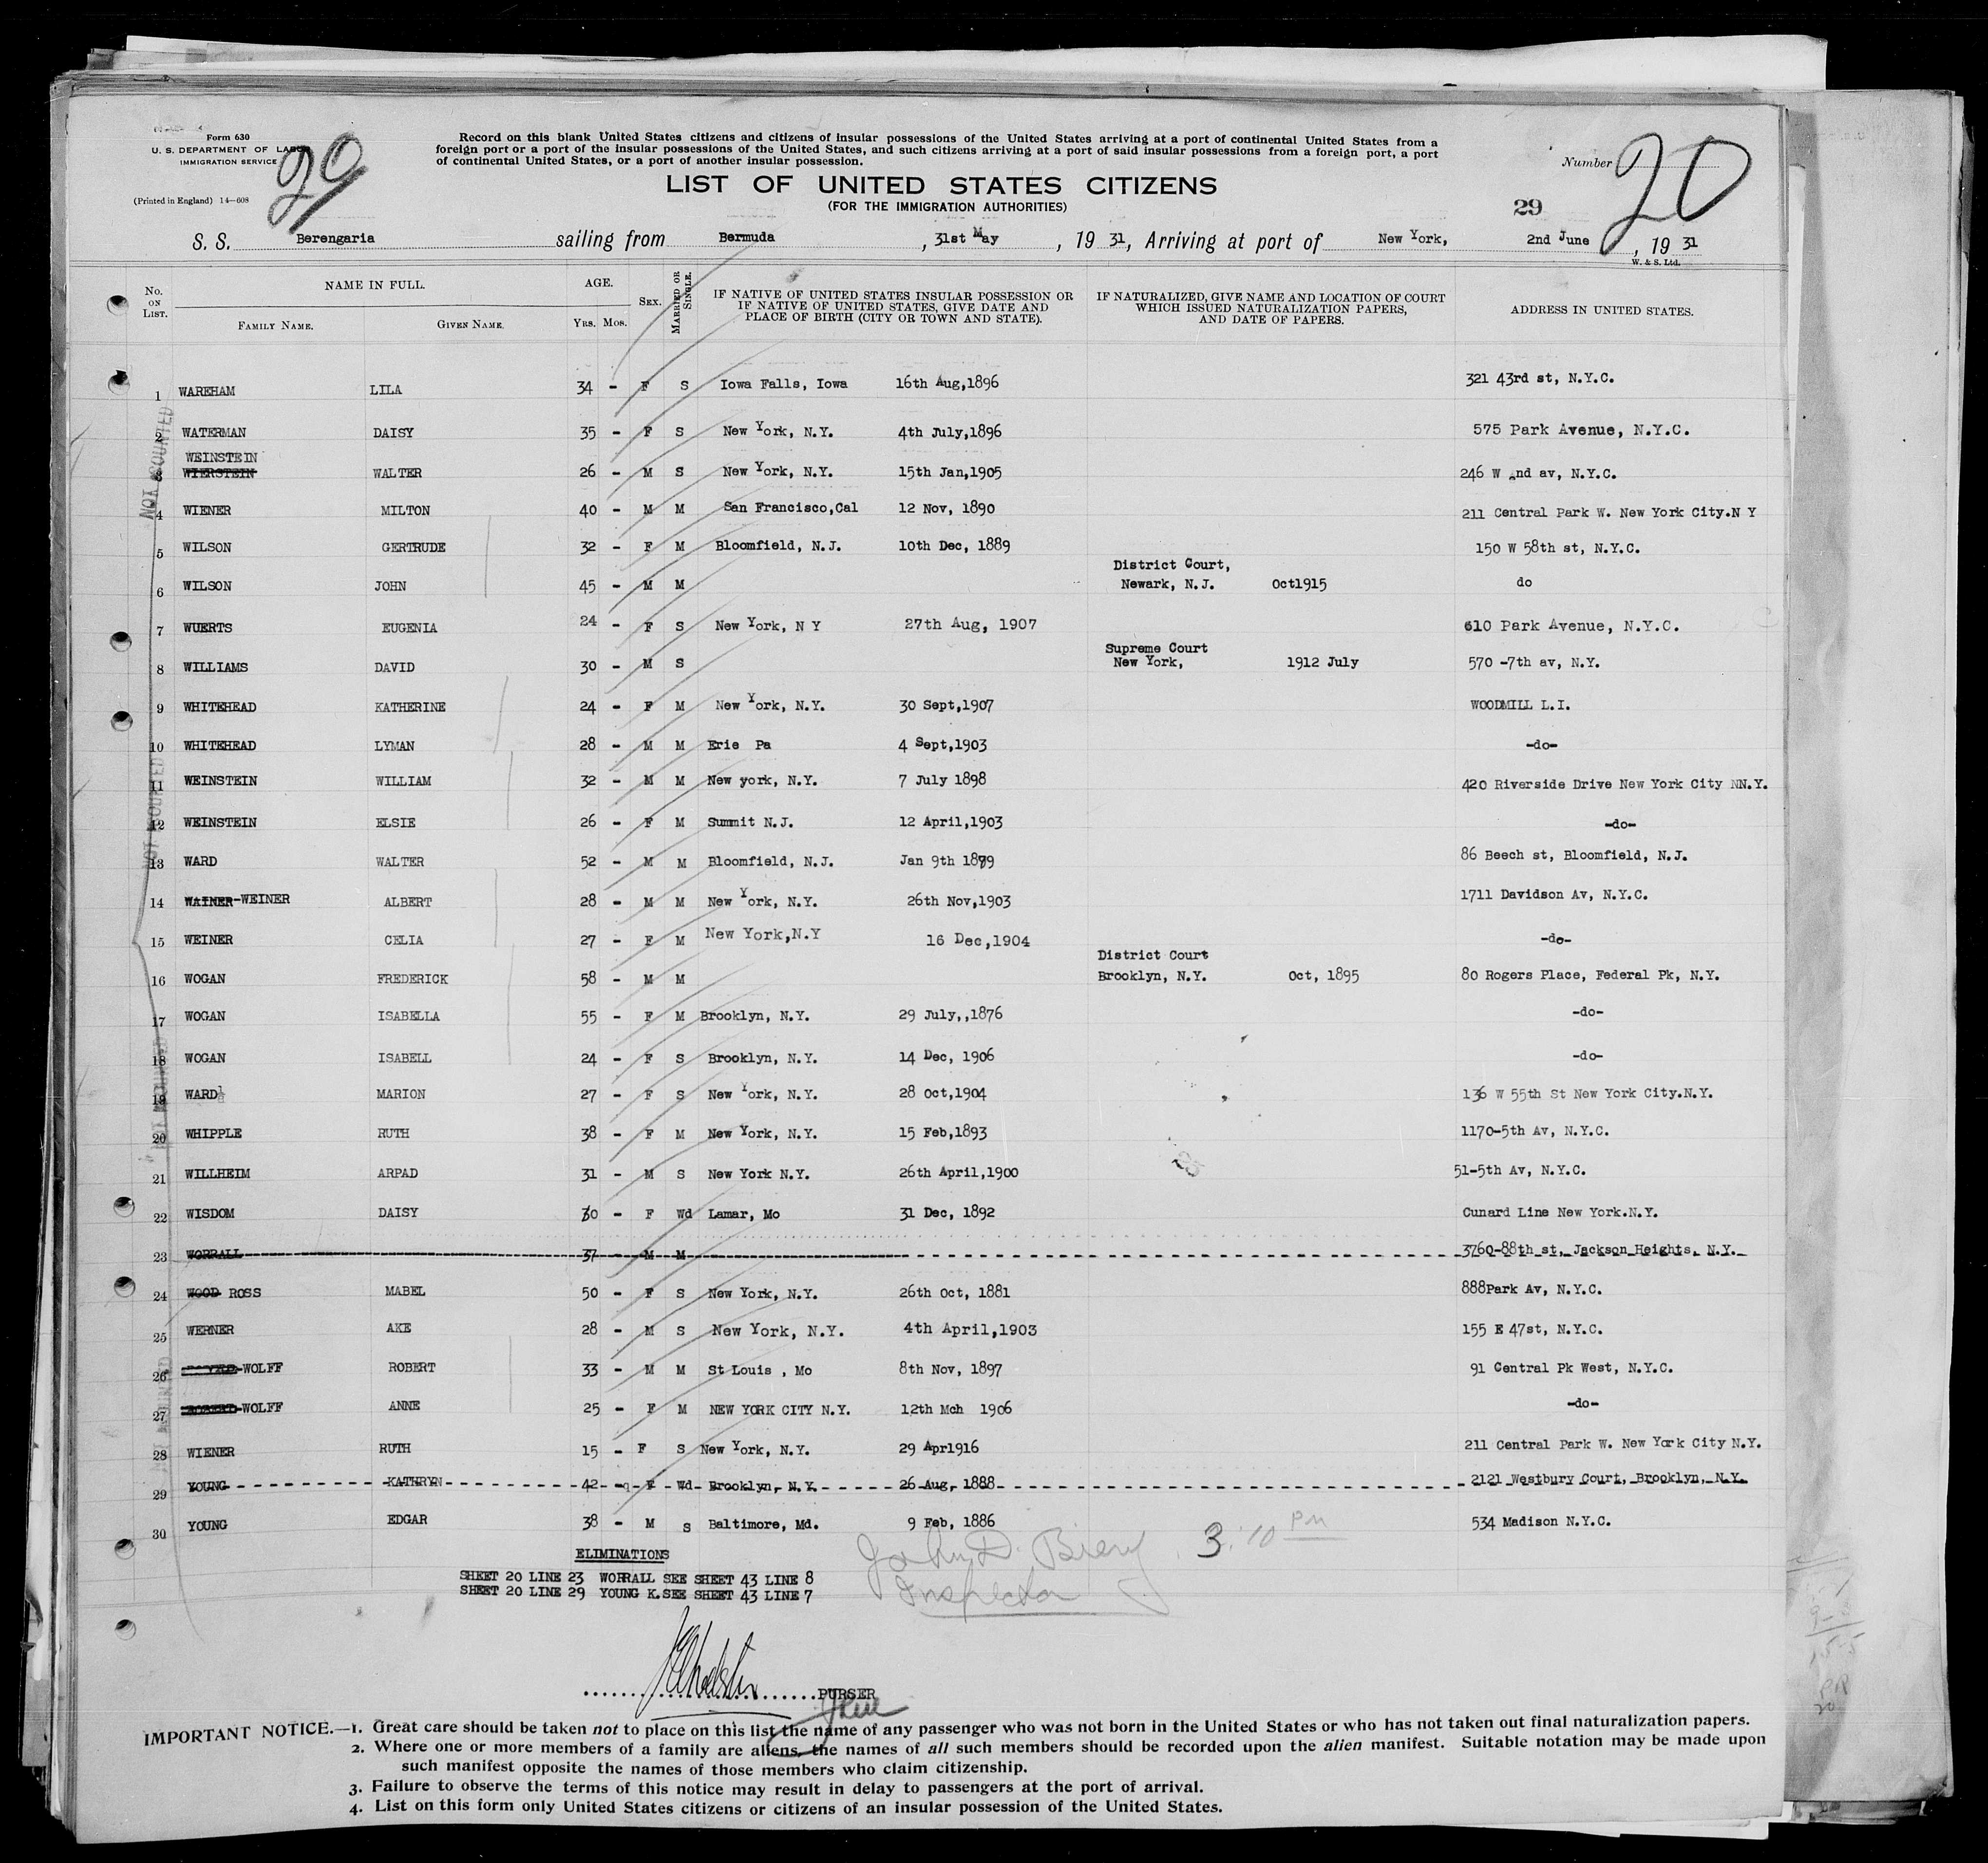 Form 630
U. S. DEPARTMENT OF LABOR
IMMIGRATION SERVICE
(Printed in England) 14—608
20
Record on this blank United States citizens and citizens of insular possessions of the United States arriving at a port of continental United States from a
foreign port or a port of the insular possessions of the United States, and such citizens arriving at a port of said insular possessions from a foreign port, a port
of continental United States, or a port of another insular possession.
Number 20
LIST OF UNITED STATES CITIZENS
(FOR THE IMMIGRATION AUTHORITIES)
29
S. S. Berengaria sailing from Bermuda, 31st May, 19 31, Arriving at port of New York, 2nd June, 19 31
W. & S. Ltd.
No. ON LIST. NAME IN FULL. FAMILY NAME. GIVEN NAME. AGE. YRS. MOS. SEX. MARRIED OR SINGLE. IF NATIVE OF UNITED STATES INSULAR POSSESSION OR IF NATIVE OF UNITED STATES, GIVE DATE AND PLACE OF BIRTH (CITY OR TOWN AND STATE). IF NATURALIZED, GIVE NAME AND LOCATION OF COURT WHICH ISSUED NATURALIZATION PAPERS, AND DATE OF PAPERS. ADDRESS IN UNITED STATES.
1 WAREHAM LILA 34 - F S Iowa Falls, Iowa 16th Aug,1896 321 43rd st, N.Y.C.
2 WATERMAN DAISY 35 - F S New York, N.Y. 4th July,1896 575 Park Avenue, N.Y.C.
WEINSTEIN
3 WIERSTEIN WALTER 26 - M S New York, N.Y. 15th Jan,1905 246 W nd av, N.Y.C.
4 WIENER MILTON 40 - M M San Francisco,Cal 12 Nov, 1890 211 Central Park W. New York City.N Y
5 WILSON GERTRUDE 32 - F M Bloomfield, N.J. 10th Dec, 1889 150 W 58th st, N.Y.C.
District Court,
6 WILSON JOHN 45 - M M Newark, N.J. Oct1915 do
7 WUERTS EUGENIA 24 - F S New York, N Y 27th Aug, 1907 610 Park Avenue, N.Y.C.
Supreme Court
8 WILLIAMS DAVID 30 - M S New York, 1912 July 570 -7th av, N.Y.
9 WHITEHEAD KATHERINE 24 - F M New York, N.Y. 30 Sept,1907 WOODMILL L.I.
10 WHITEHEAD LYMAN 28 - M M Erie Pa 4 Sept,1903 -do-
11 WEINSTEIN WILLIAM 32 - M M New york, N.Y. 7 July 1898 420 Riverside Drive New York City NN.Y.
12 WEINSTEIN ELSIE 26 - F M Summit N.J. 12 April,1903 -do-
13 WARD WALTER 52 - M M Bloomfield, N.J. Jan 9th 1879 86 Beech st, Bloomfield, N.J.
14 WAINER-WEINER ALBERT 28 - M M New York, N.Y. 26th Nov,1903 1711 Davidson Av, N.Y.C.
15 WEINER CELIA 27 - F M New York,N.Y 16 Dec,1904 -do-
District Court
16 WOGAN FREDERICK 58 - M M Brooklyn, N.Y. Oct, 1895 80 Rogers Place, Federal Pk, N.Y.
17 WOGAN ISABELLA 55 - F M Brooklyn, N.Y. 29 July,,1876 -do-
18 WOGAN ISABELL 24 - F S Brooklyn, N.Y. 14 Dec, 1906 -do-
19 WARD MARION 27 - F S New York, N.Y. 28 Oct,1904 136 W 55th St New York City.N.Y.
20 WHIPPLE RUTH 38 - F M New York, N.Y. 15 Feb,1893 1170-5th Av, N.Y.C.
21 WILLHEIM ARPAD 31 - M S New York N.Y. 26th April,1900 51-5th Av, N.Y.C.
22 WISDOM DAISY 30 - F Wd Lamar, Mo 31 Dec, 1892 Cunard Line New York.N.Y.
23 WORRALL 37 M M 3760-88th st, Jackson Heights, N.Y.
24 WOOD ROSS MABEL 50 - F S New York, N.Y. 26th Oct, 1881 888Park Av, N.Y.C.
25 WERNER AKE 28 - M S New York, N.Y. 4th April,1903 155 E 47st, N.Y.C.
26 WOLFF ROBERT 33 - M M St Louis , Mo 8th Nov, 1897 91 Central Pk West, N.Y.C.
27 ROBERT-WOLFF ANNE 25 - F M NEW YORK CITY N.Y. 12th Mch 1906 -do-
28 WIENER RUTH 15 - F S New York, N.Y. 29 Apr1916 211 Central Park W. New York City N.Y.
29 YOUNG KATHRYN 42 - F Wd Brooklyn, N.Y. 26 Aug, 1888 2121 Westbury Court, Brooklyn, N.Y.
30 YOUNG EDGAR 38 - M S Baltimore, Md. 9 Feb, 1886 534 Madison N.Y.C.
NOT COUNTED
ELIMINATIONS
SHEET 20 LINE 23 WORRALL SEE SHEET 43 LINE 8
SHEET 20 LINE 29 YOUNG K.SEE SHEET 43 LINE 7
John D. Biery 3:10 PM
Inspector
PURSER
IMPORTANT NOTICE.—1. Great care should be taken not to place on this list the name of any passenger who was not born in the United States or who has not taken out final naturalization papers.
2. Where one or more members of a family are aliens, the names of all such members should be recorded upon the alien manifest. Suitable notation may be made upon
such manifest opposite the names of those members who claim citizenship.
3. Failure to observe the terms of this notice may result in delay to passengers at the port of arrival.
4. List on this form only United States citizens or citizens of an insular possession of the United States.